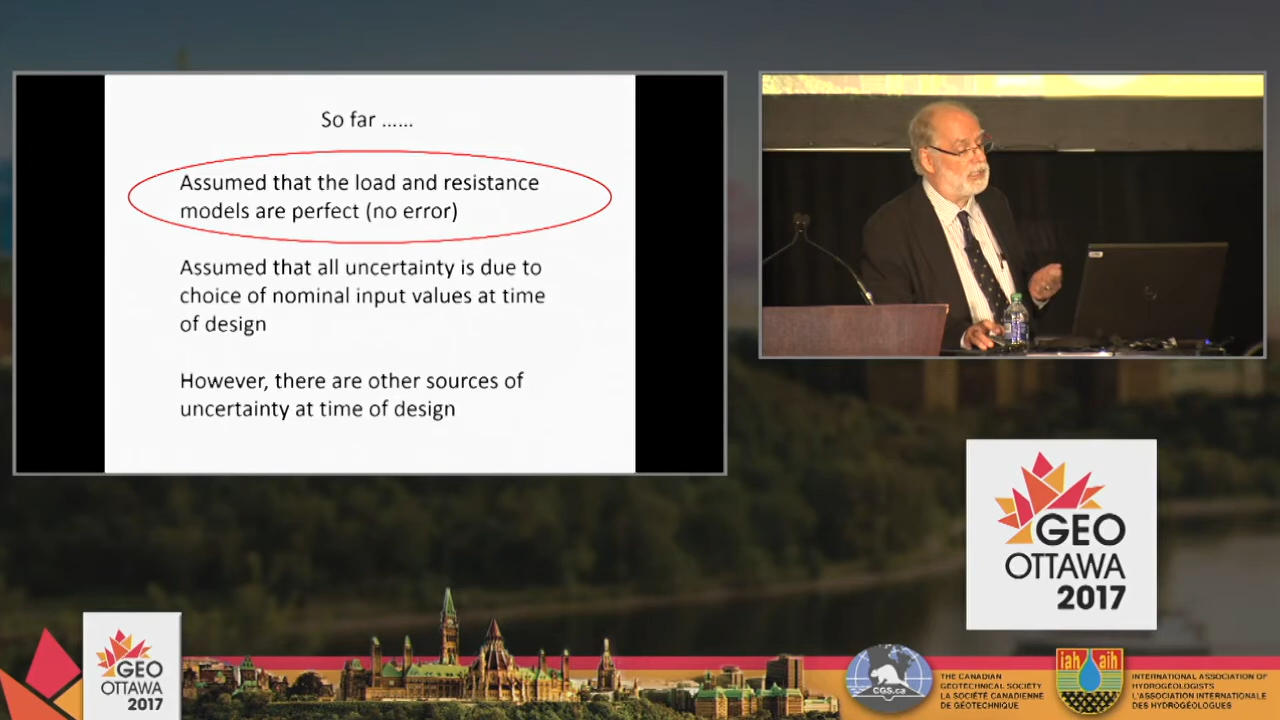 So far ......
Assumed that the load and resistance
models are perfect (no error)
Assumed that all uncertainty is due to
choice of nominal input values at time
of design
However, there are other sources of
uncertainty at time of design
GEO
OTTAWA
2017
GEO
OTTAWA
2017
CGS.ca
THE CANADIAN
GEOTECHNICAL SOCIETY
LA SOCIÉTÉ CANADIENNE
DE GÉOTECHNIQUE
iah aih
INTERNATIONAL ASSOCIATION OF
HYDROGÉOLOGUES
L'ASSOCIATION INTERNATIONALE
DES HYDROGÉOLOGUES